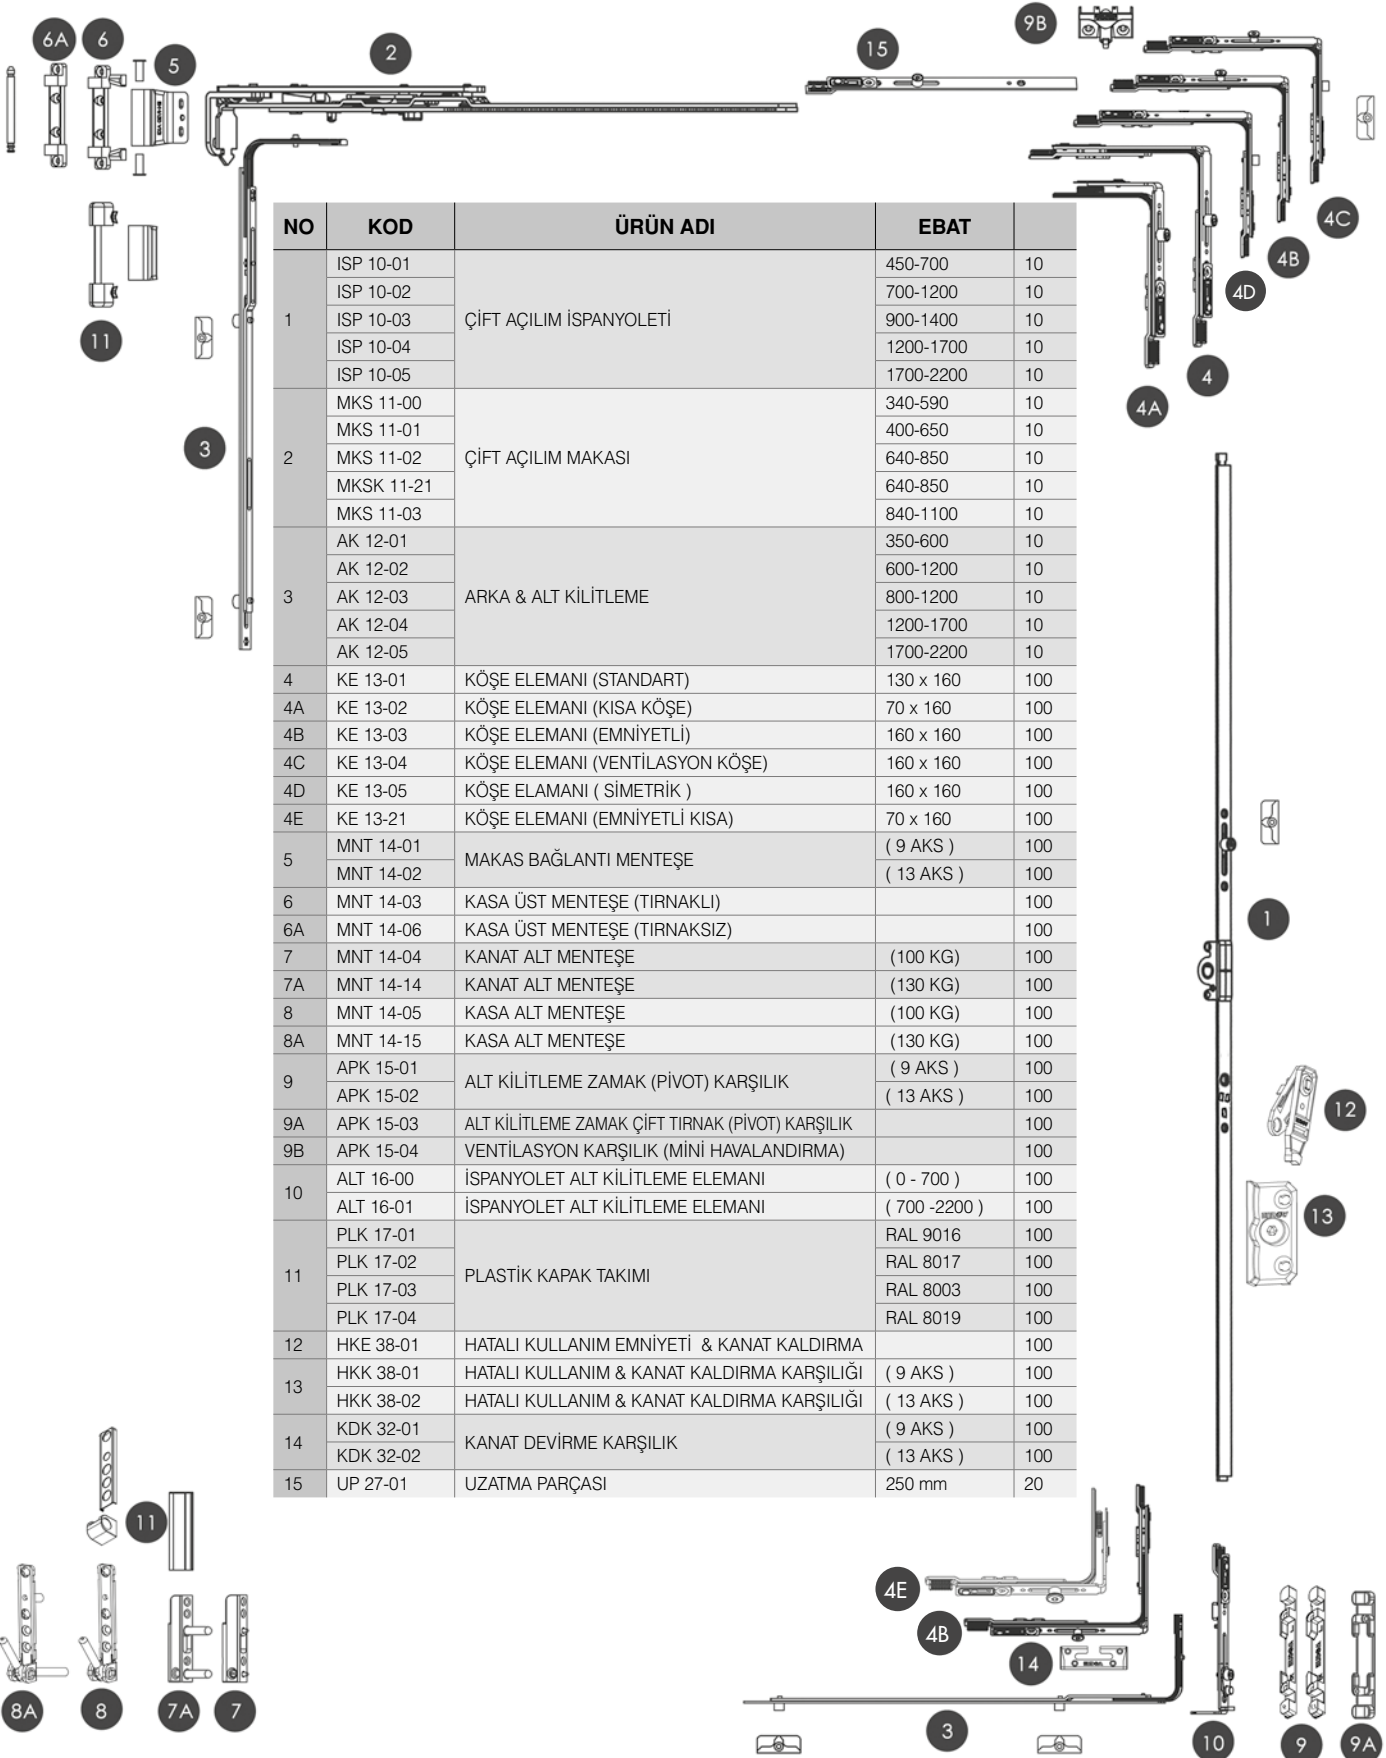 6A
6
5
2
15
9B
4C
4B
4D
4
4A
11
3
NO KOD ÜRÜN ADI EBAT
1 ÇİFT AÇILIM İSPANYOLETİ
ISP 10-01 450-700 10
ISP 10-02 700-1200 10
ISP 10-03 900-1400 10
ISP 10-04 1200-1700 10
ISP 10-05 1700-2200 10
2 ÇİFT AÇILIM MAKASI
MKS 11-00 340-590 10
MKS 11-01 400-650 10
MKS 11-02 640-850 10
MKSK 11-21 640-850 10
MKS 11-03 840-1100 10
3 ARKA & ALT KİLİTLEME
AK 12-01 350-600 10
AK 12-02 600-1200 10
AK 12-03 800-1200 10
AK 12-04 1200-1700 10
AK 12-05 1700-2200 10
4 KE 13-01 KÖŞE ELEMANI (STANDART) 130 x 160 100
4A KE 13-02 KÖŞE ELEMANI (KISA KÖŞE) 70 x 160 100
4B KE 13-03 KÖŞE ELEMANI (EMNİYETLİ) 160 x 160 100
4C KE 13-04 KÖŞE ELEMANI (VENTİLASYON KÖŞE) 160 x 160 100
4D KE 13-05 KÖŞE ELAMANI ( SİMETRİK ) 160 x 160 100
4E KE 13-21 KÖŞE ELEMANI (EMNİYETLİ KISA) 70 x 160 100
5 MAKAS BAĞLANTI MENTEŞE
MNT 14-01 ( 9 AKS ) 100
MNT 14-02 ( 13 AKS ) 100
6 MNT 14-03 KASA ÜST MENTEŞE (TIRNAKLI) 100
6A MNT 14-06 KASA ÜST MENTEŞE (TIRNAKSIZ) 100
7 MNT 14-04 KANAT ALT MENTEŞE (100 KG) 100
7A MNT 14-14 KANAT ALT MENTEŞE (130 KG) 100
8 MNT 14-05 KASA ALT MENTEŞE (100 KG) 100
8A MNT 14-15 KASA ALT MENTEŞE (130 KG) 100
9 ALT KİLİTLEME ZAMAK (PİVOT) KARŞILIK
APK 15-01 ( 9 AKS ) 100
APK 15-02 ( 13 AKS ) 100
9A APK 15-03 ALT KİLİTLEME ZAMAK ÇİFT TIRNAK (PİVOT) KARŞILIK 100
9B APK 15-04 VENTİLASYON KARŞILIK (MİNİ HAVALANDIRMA) 100
10
ALT 16-00 İSPANYOLET ALT KİLİTLEME ELEMANI ( 0 - 700 ) 100
ALT 16-01 İSPANYOLET ALT KİLİTLEME ELEMANI ( 700 -2200 ) 100
11 PLASTİK KAPAK TAKIMI
PLK 17-01 RAL 9016 100
PLK 17-02 RAL 8017 100
PLK 17-03 RAL 8003 100
PLK 17-04 RAL 8019 100
12 HKE 38-01 HATALI KULLANIM EMNİYETİ & KANAT KALDIRMA 100
13
HKK 38-01 HATALI KULLANIM & KANAT KALDIRMA KARŞILIĞI ( 9 AKS ) 100
HKK 38-02 HATALI KULLANIM & KANAT KALDIRMA KARŞILIĞI ( 13 AKS ) 100
14 KANAT DEVİRME KARŞILIK
KDK 32-01 ( 9 AKS ) 100
KDK 32-02 ( 13 AKS ) 100
15 UP 27-01 UZATMA PARÇASI 250 mm 20
1
12
13
11
8A
8
7A
7
4E
4B
14
3
10
9
9A